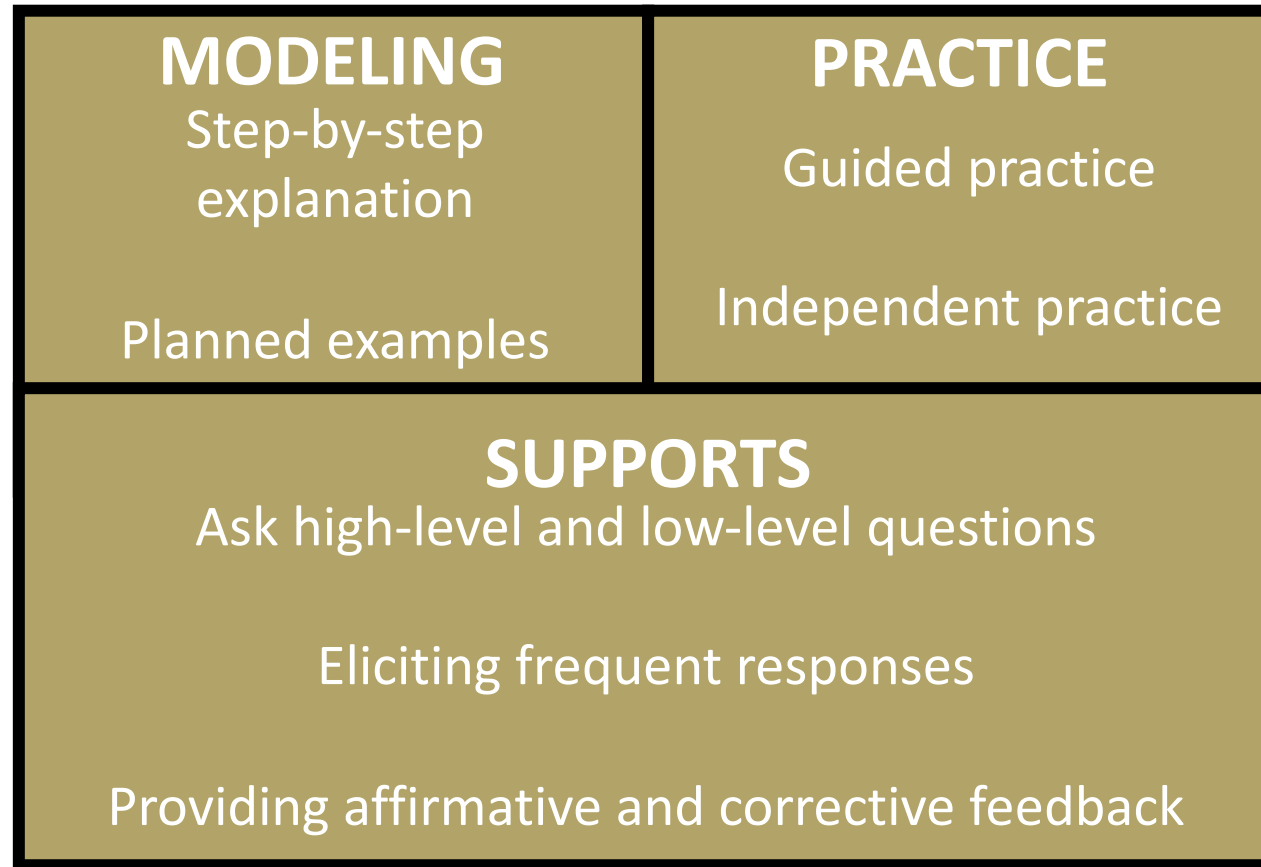 MODELING
Step-by-step
explanation
Planned examples
PRACTICE
Guided practice
Independent practice
SUPPORTS
Ask high-level and low-level questions
Eliciting frequent responses
Providing affirmative and corrective feedback